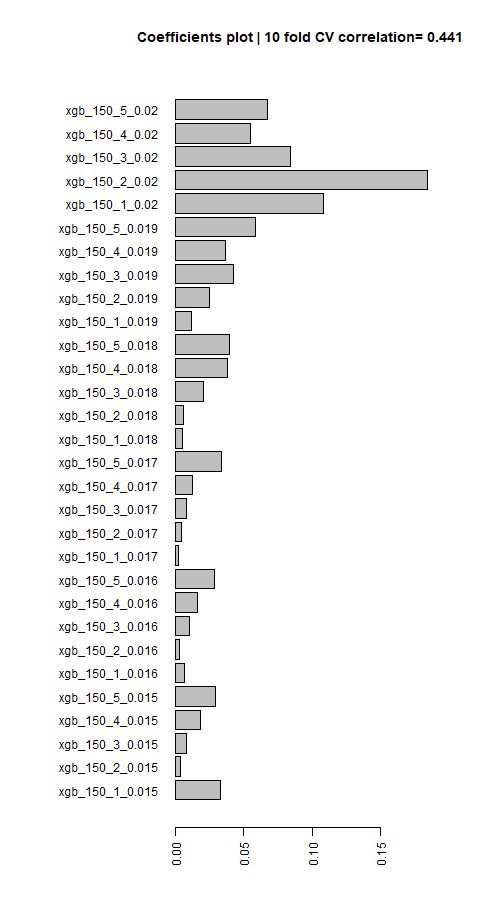 Coefficients plot | 10 fold CV correlation= 0.441
xgb_150_5_0.02
xgb_150_4_0.02
xgb_150_3_0.02
xgb_150_2_0.02
xgb_150_1_0.02
xgb_150_5_0.019
xgb_150_4_0.019
xgb_150_3_0.019
xgb_150_2_0.019
xgb_150_1_0.019
xgb_150_5_0.018
xgb_150_4_0.018
xgb_150_3_0.018
xgb_150_2_0.018
xgb_150_1_0.018
xgb_150_5_0.017
xgb_150_4_0.017
xgb_150_3_0.017
xgb_150_2_0.017
xgb_150_1_0.017
xgb_150_5_0.016
xgb_150_4_0.016
xgb_150_3_0.016
xgb_150_2_0.016
xgb_150_1_0.016
xgb_150_5_0.015
xgb_150_4_0.015
xgb_150_3_0.015
xgb_150_2_0.015
xgb_150_1_0.015
0.00
0.05
0.10
0.15